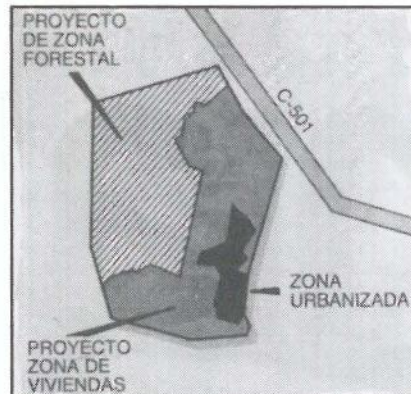 PROYECTO
DE ZONA
FORESTAL
C-501
ZONA
URBANIZADA
PROYECTO
ZONA DE
VIVIENDAS